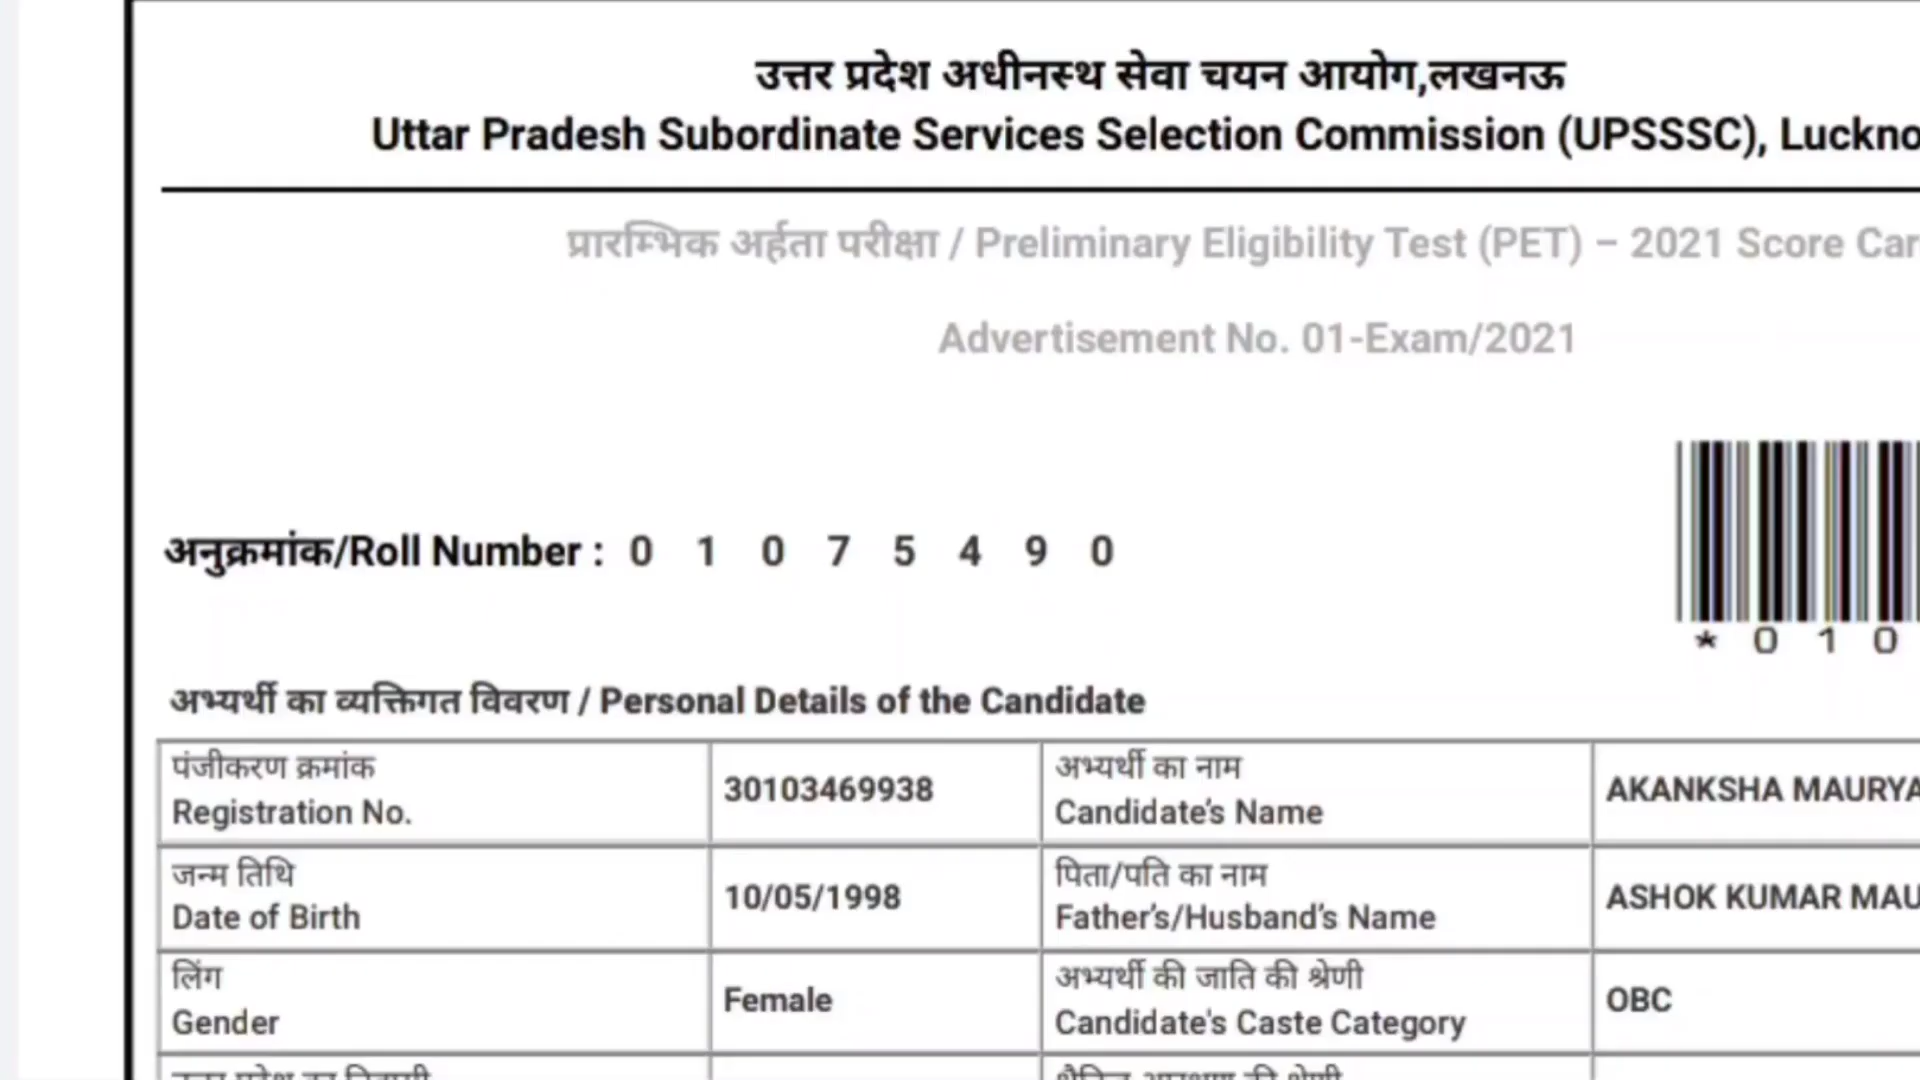 उत्तर प्रदेश अधीनस्थ सेवा चयन आयोग,लखनऊ
Uttar Pradesh Subordinate Services Selection Commission (UPSSSC), Luckno
प्रारम्भिक अर्हता परीक्षा / Preliminary Eligibility Test (PET) – 2021 Score Car
Advertisement No. 01-Exam/2021
अनुक्रमांक/Roll Number : 0 1 0 7 5 4 9 0
* 0 1 0
अभ्यर्थी का व्यक्तिगत विवरण / Personal Details of the Candidate
पंजीकरण क्रमांक
Registration No.
30103469938
अभ्यर्थी का नाम
Candidate's Name
AKANKSHA MAURYA
जन्म तिथि
Date of Birth
10/05/1998
पिता/पति का नाम
Father's/Husband's Name
ASHOK KUMAR MAU
लिंग
Gender
Female
अभ्यर्थी की जाति की श्रेणी
Candidate's Caste Category
OBC